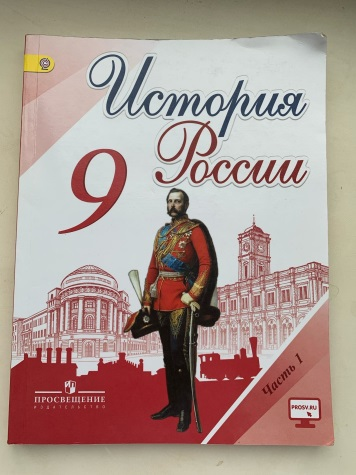 История
России
9
Часть 1
PROSV.RU
ПРОСВЕЩЕНИЕ
ИЗДАТЕЛЬСТВО